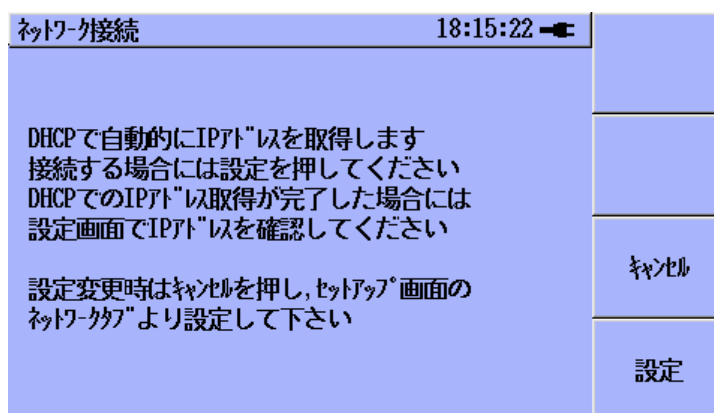 ﾈｯﾄﾜｰｸ接続
18:15:22
DHCPで自動的にIPｱﾄﾞﾚｽを取得します
接続する場合には設定を押してください
DHCPでのIPｱﾄﾞﾚｽ取得が完了した場合には
設定画面でIPｱﾄﾞﾚｽを確認してください
設定変更時はｷｬﾝｾﾙを押し,ｾｯﾄｱｯﾌﾟ画面の
ﾈｯﾄﾜｰｸﾀﾌﾞより設定して下さい
ｷｬﾝｾﾙ
設定